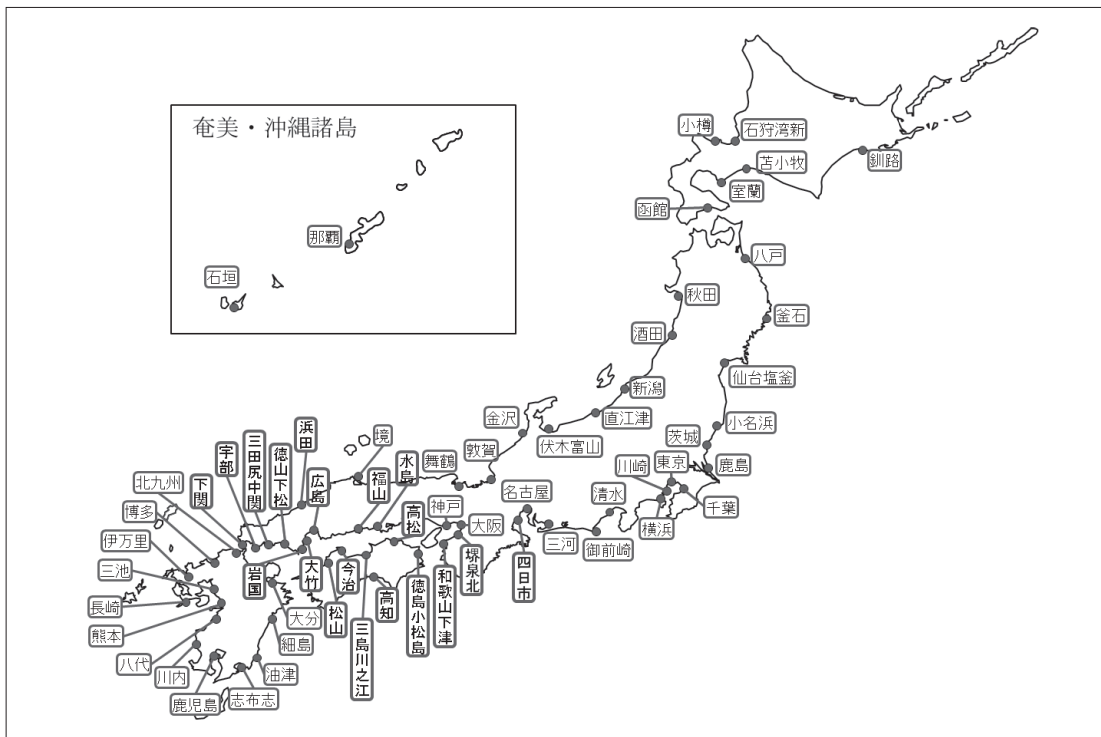 奄美・沖縄諸島
那覇
石垣
小樽
石狩湾新
苫小牧
釧路
室蘭
函館
八戸
秋田
釜石
酒田
仙台塩釜
新潟
直江津
小名浜
金沢
伏木富山
茨城
敦賀
鹿島
東京
川崎
千葉
横浜
清水
御前崎
三河
名古屋
四日市
舞鶴
境
水島
福山
浜田
広島
徳山下松
三田尻中関
宇部
下関
北九州
博多
伊万里
三池
長崎
熊本
八代
川内
鹿児島
志布志
油津
細島
大分
岩国
大竹
松山
今治
三島川之江
高知
高松
徳島小松島
神戸
大阪
堺泉北
和歌山下津